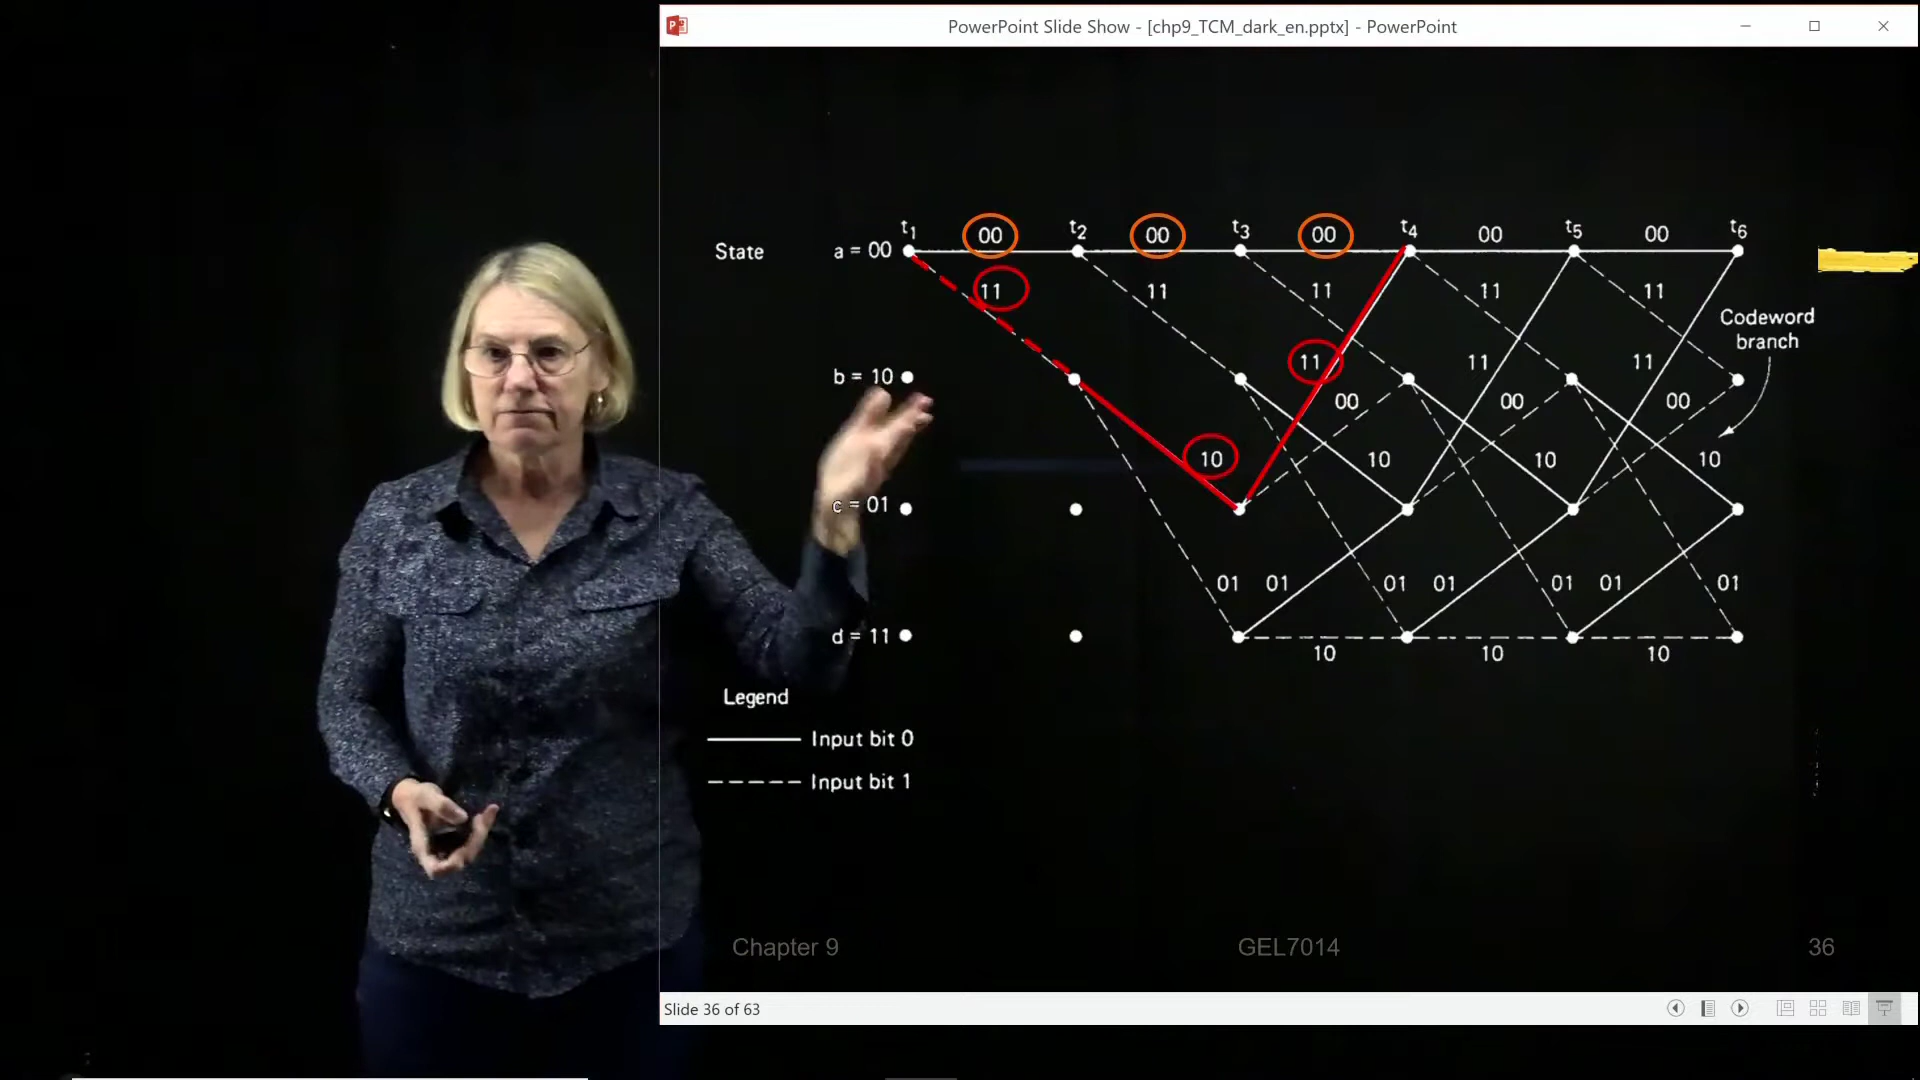 PowerPoint Slide Show - [chp9_TCM_dark_en.pptx] - PowerPoint
t1 00 t2 00 t3 00 t4 00 t5 00 t6
State a = 00
11 11 11 11 11
Codeword
branch
11 11 11
b = 10
00 00 00
10 10 10 10
c = 01
01 01 01 01 01 01 01
d = 11
10 10 10
Legend
Input bit 0
Input bit 1
Chapter 9 GEL7014 36
Slide 36 of 63